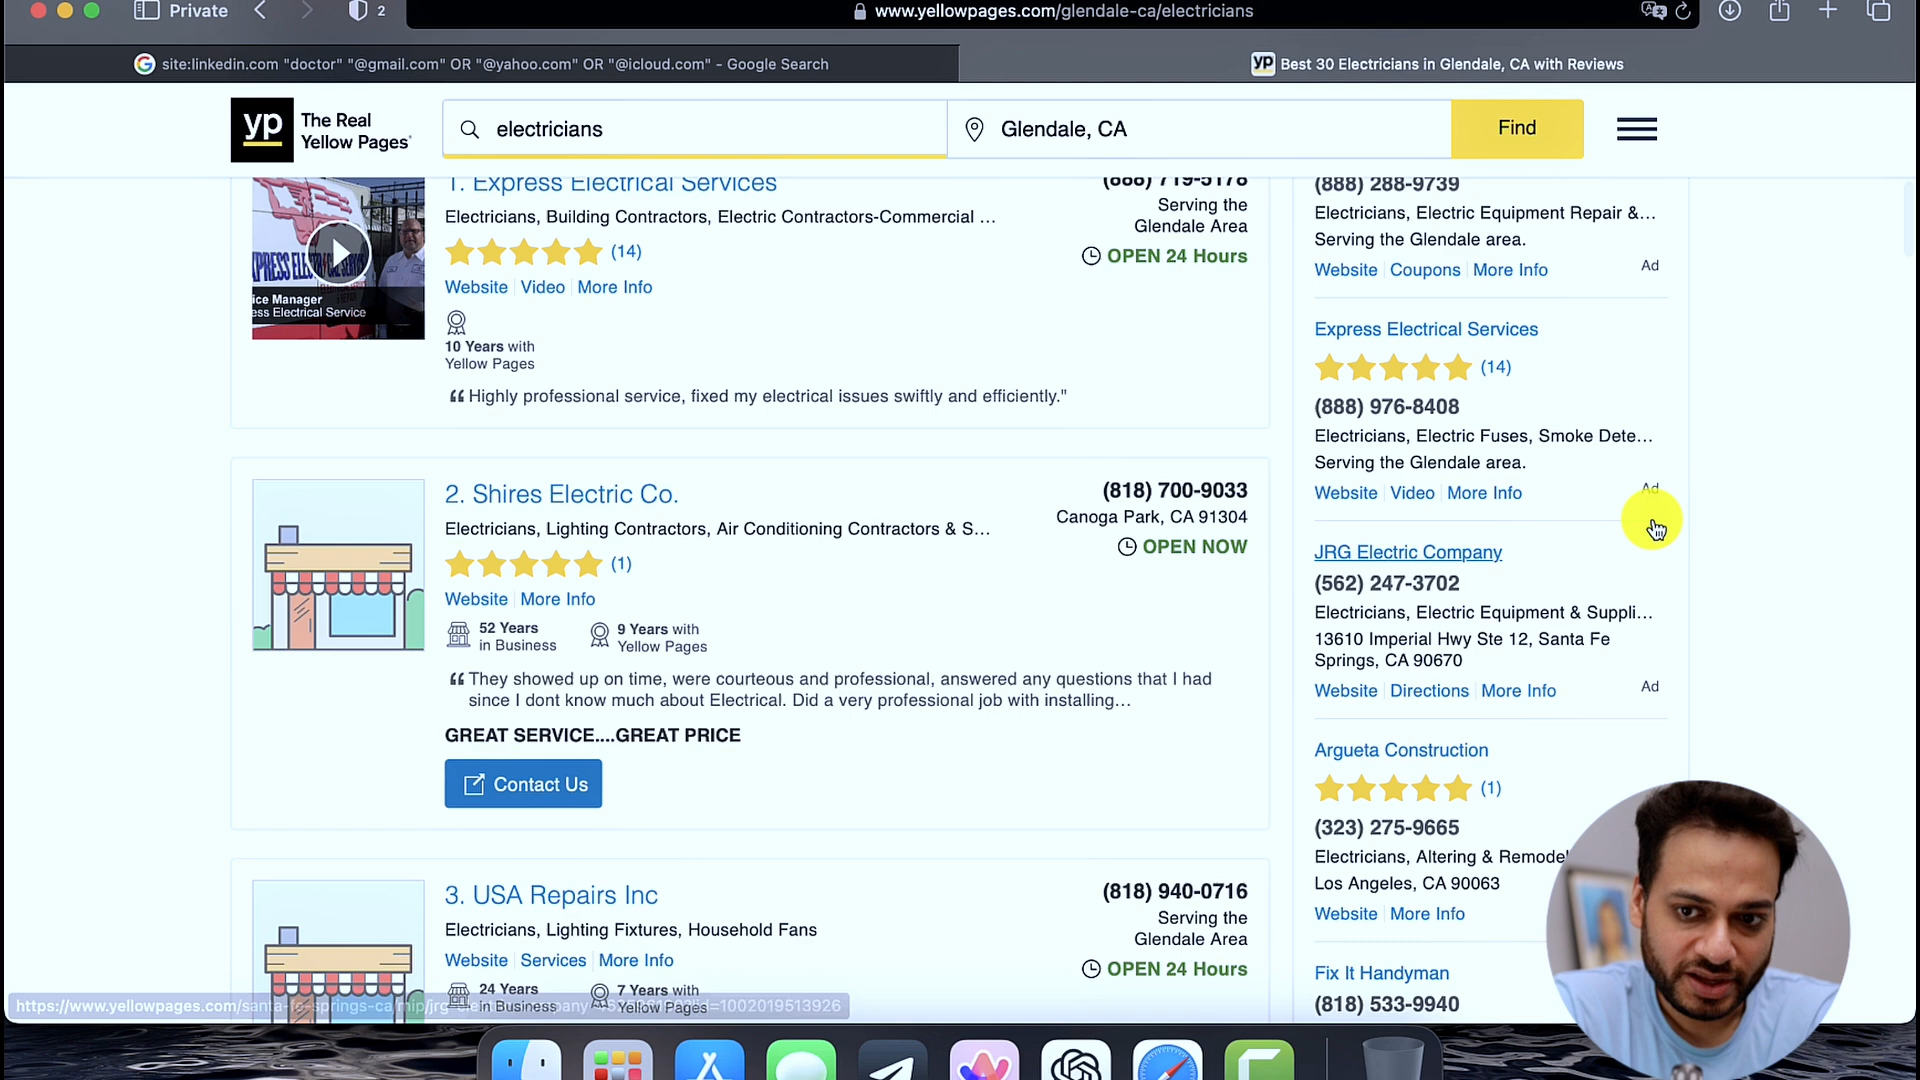 Private
2
www.yellowpages.com/glendale-ca/electricians
site:linkedin.com "doctor" "@gmail.com" OR "@yahoo.com" OR "@icloud.com" - Google Search
yp Best 30 Electricians in Glendale, CA with Reviews
yp The Real Yellow Pages
electricians
Glendale, CA
Find
1. Express Electrical Services
Electricians, Building Contractors, Electric Contractors-Commercial ...
(14)
Website Video More Info
10 Years with
Yellow Pages
Highly professional service, fixed my electrical issues swiftly and efficiently."
(888) 719-5178
Serving the
Glendale Area
OPEN 24 Hours
ice Manager
ess Electrical Service
2. Shires Electric Co.
Electricians, Lighting Contractors, Air Conditioning Contractors & S...
(1)
Website More Info
52 Years
in Business
9 Years with
Yellow Pages
They showed up on time, were courteous and professional, answered any questions that I had
since I dont know much about Electrical. Did a very professional job with installing...
GREAT SERVICE....GREAT PRICE
Contact Us
(818) 700-9033
Canoga Park, CA 91304
OPEN NOW
3. USA Repairs Inc
Electricians, Lighting Fixtures, Household Fans
Website Services More Info
24 Years
in Business
7 Years with
Yellow Pages
(818) 940-0716
Serving the
Glendale Area
OPEN 24 Hours
(888) 288-9739
Electricians, Electric Equipment Repair &...
Serving the Glendale area.
Website Coupons More Info
Ad
Express Electrical Services
(14)
(888) 976-8408
Electricians, Electric Fuses, Smoke Dete...
Serving the Glendale area.
Website Video More Info
Ad
JRG Electric Company
(562) 247-3702
Electricians, Electric Equipment & Suppli...
13610 Imperial Hwy Ste 12, Santa Fe
Springs, CA 90670
Website Directions More Info
Ad
Argueta Construction
(1)
(323) 275-9665
Electricians, Altering & Remodel
Los Angeles, CA 90063
Website More Info
Fix It Handyman
(818) 533-9940